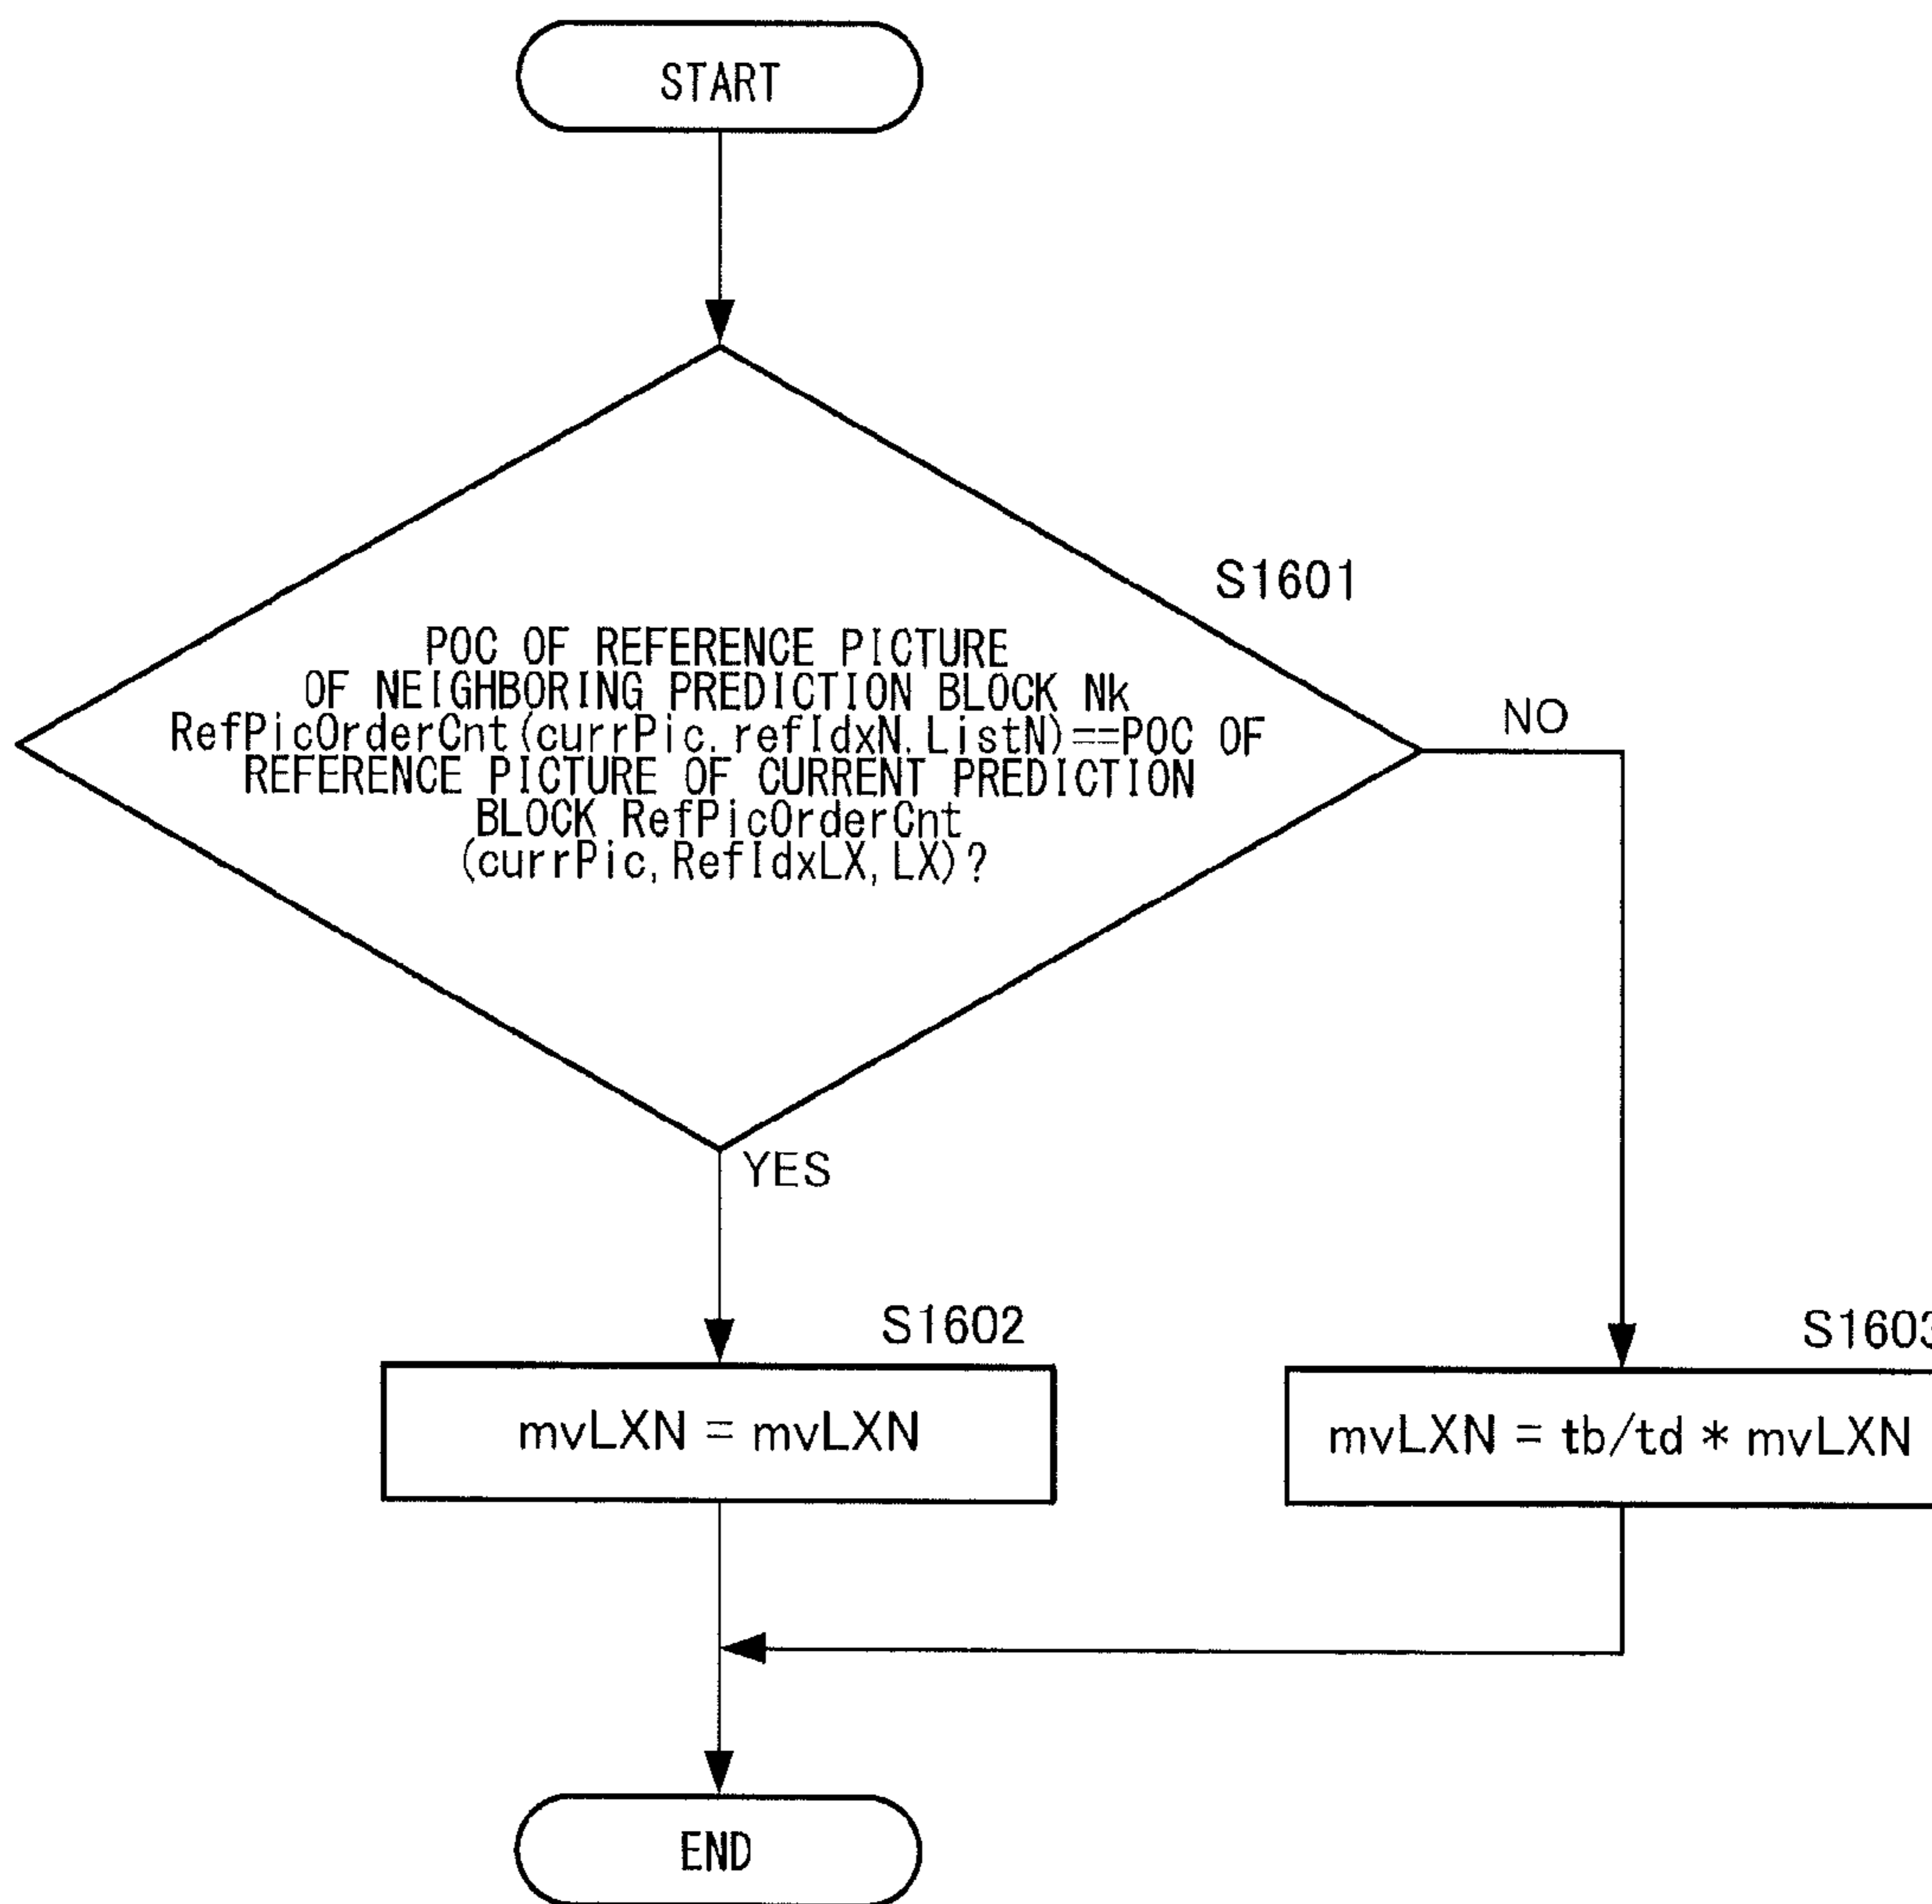 START
S1601
POC OF REFERENCE PICTURE
OF NEIGHBORING PREDICTION BLOCK Nk
RefPicOrderCnt(currPic,refIdxN,ListN)==POC OF
REFERENCE PICTURE OF CURRENT PREDICTION
BLOCK RefPicOrderCnt
(currPic,RefIdxLX,LX)?
NO
YES
S1602
S1603
mvLXN = mvLXN
mvLXN = tb/td * mvLXN
END